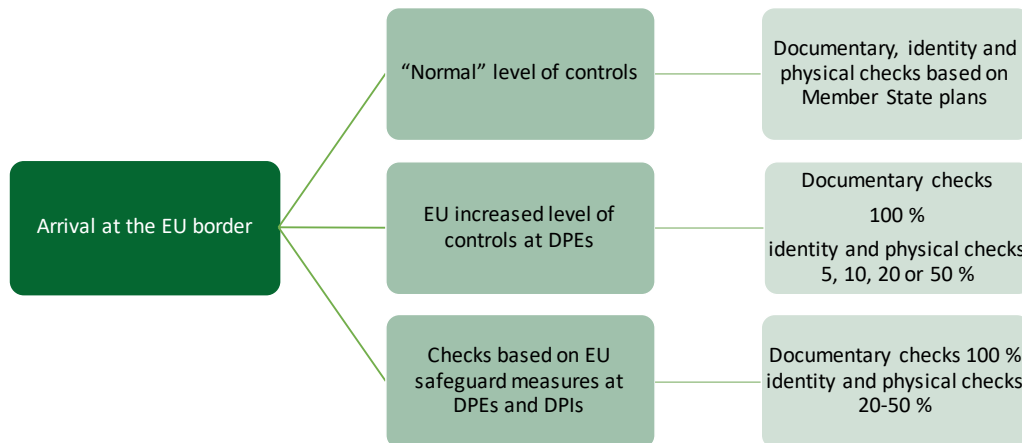 Arrival at the EU border
“Normal” level of controls
Documentary, identity and
physical checks based on
Member State plans
EU increased level of
controls at DPEs
Documentary checks
100 %
identity and physical checks
5, 10, 20 or 50 %
Checks based on EU
safeguard measures at
DPEs and DPIs
Documentary checks 100 %
identity and physical checks
20-50 %